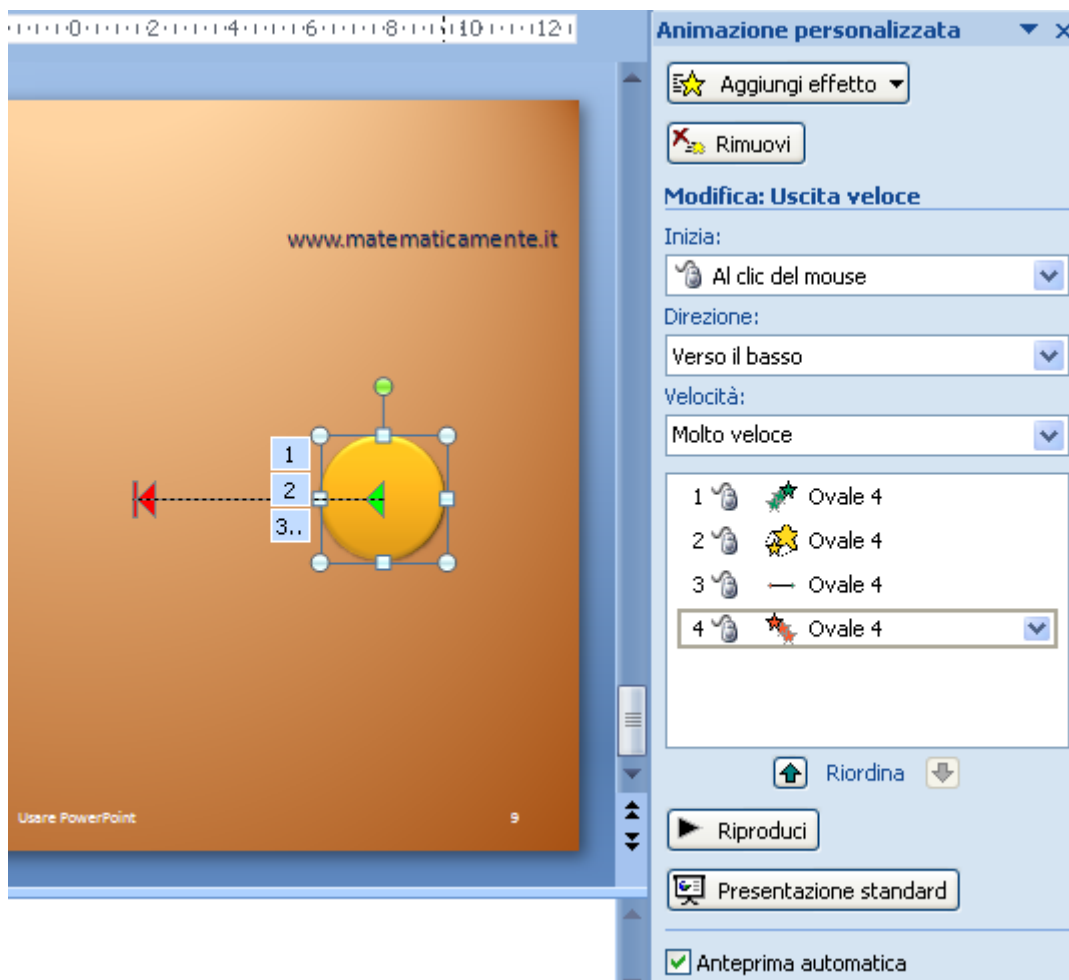 0 2 4 6 8 10 12
Animazione personalizzata
Aggiungi effetto
Rimuovi
Modifica: Uscita veloce
www.matematicamente.it
Inizia:
Al clic del mouse
Direzione:
Verso il basso
Velocità:
Molto veloce
1
2
3..
1 Ovale 4
2 Ovale 4
3 Ovale 4
4 Ovale 4
Riordina
Usare PowerPoint 9
Riproduci
Presentazione standard
Anteprima automatica